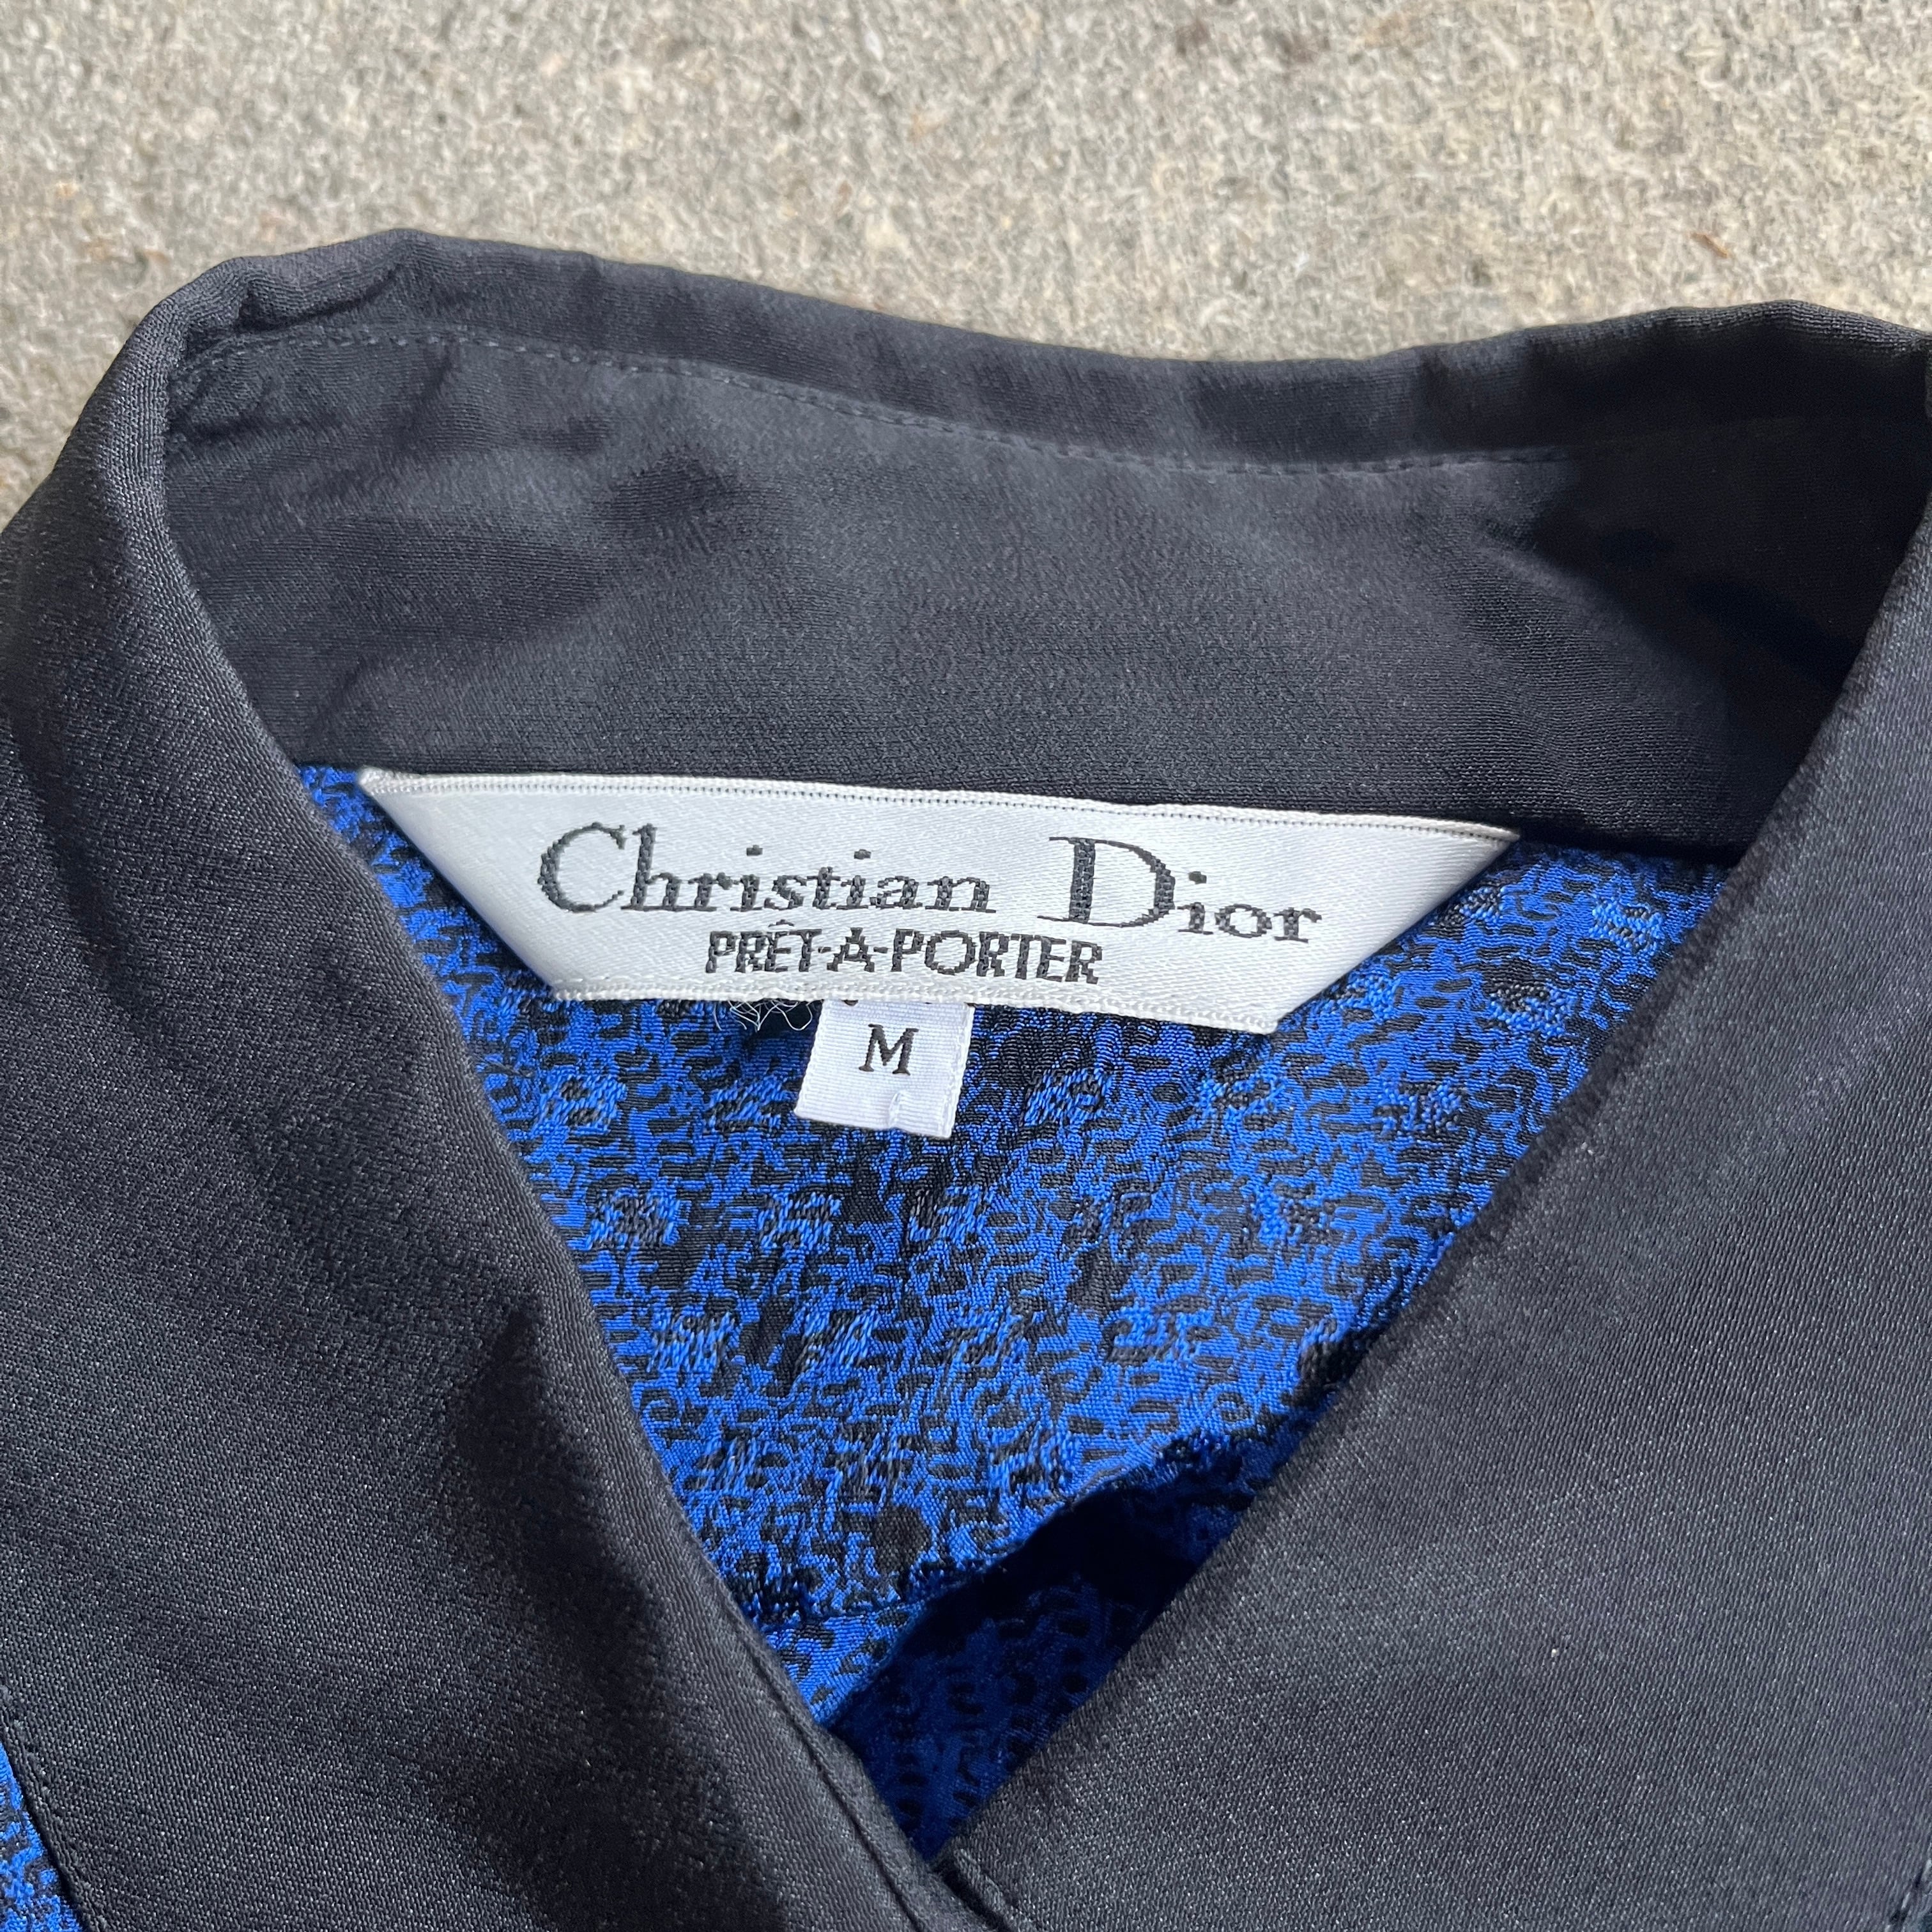 Christian Dior
PRÊT-À-PORTER
M